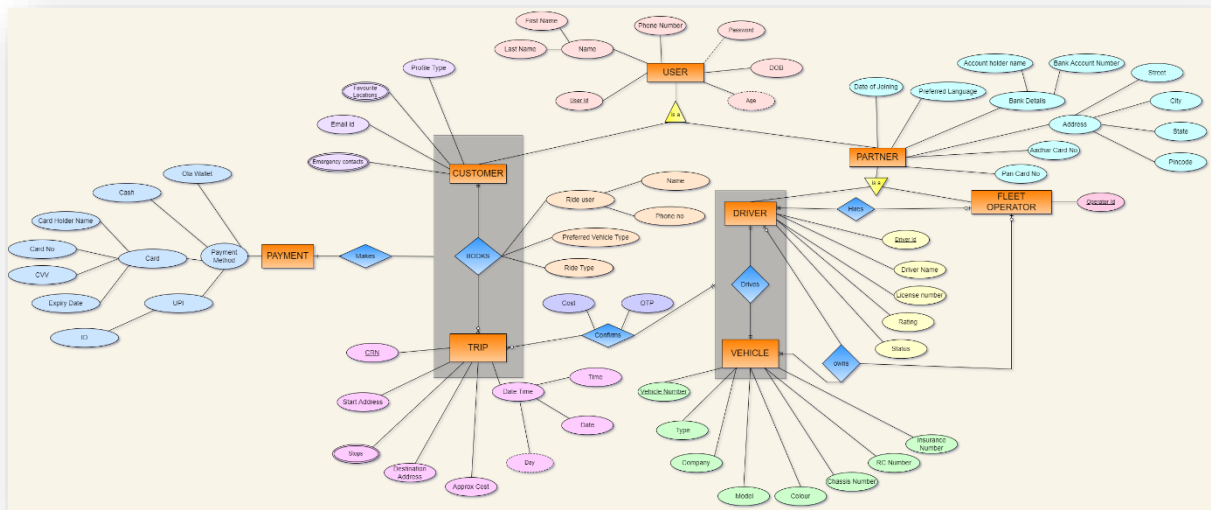 First Name
Phone Number
Password
Last Name
Name
USER
DOB
User Id
Age
is a
Profile Type
Favourite
Locations
Email id
Emergency contacts
CUSTOMER
Account holder name
Bank Account Number
Date of Joining
Preferred Language
Bank Details
Street
City
Address
State
Aadhar Card No
Pincode
Pan Card No
PARTNER
is a
DRIVER
Hires
FLEET
OPERATOR
Operator Id
Ola Wallet
Cash
Card Holder Name
Card No
Card
Payment
Method
CVV
Expiry Date
UPI
ID
PAYMENT
Makes
BOOKS
Ride user
Name
Phone no
Preferred Vehicle Type
Ride Type
Cost
OTP
Confirms
Drives
Driver id
Driver Name
License number
Rating
Status
owns
TRIP
CRN
Start Address
Stops
Destination
Address
Approx Cost
Date Time
Time
Date
Day
VEHICLE
Vehicle Number
Type
Company
Model
Colour
Chassis Number
RC Number
Insurance
Number